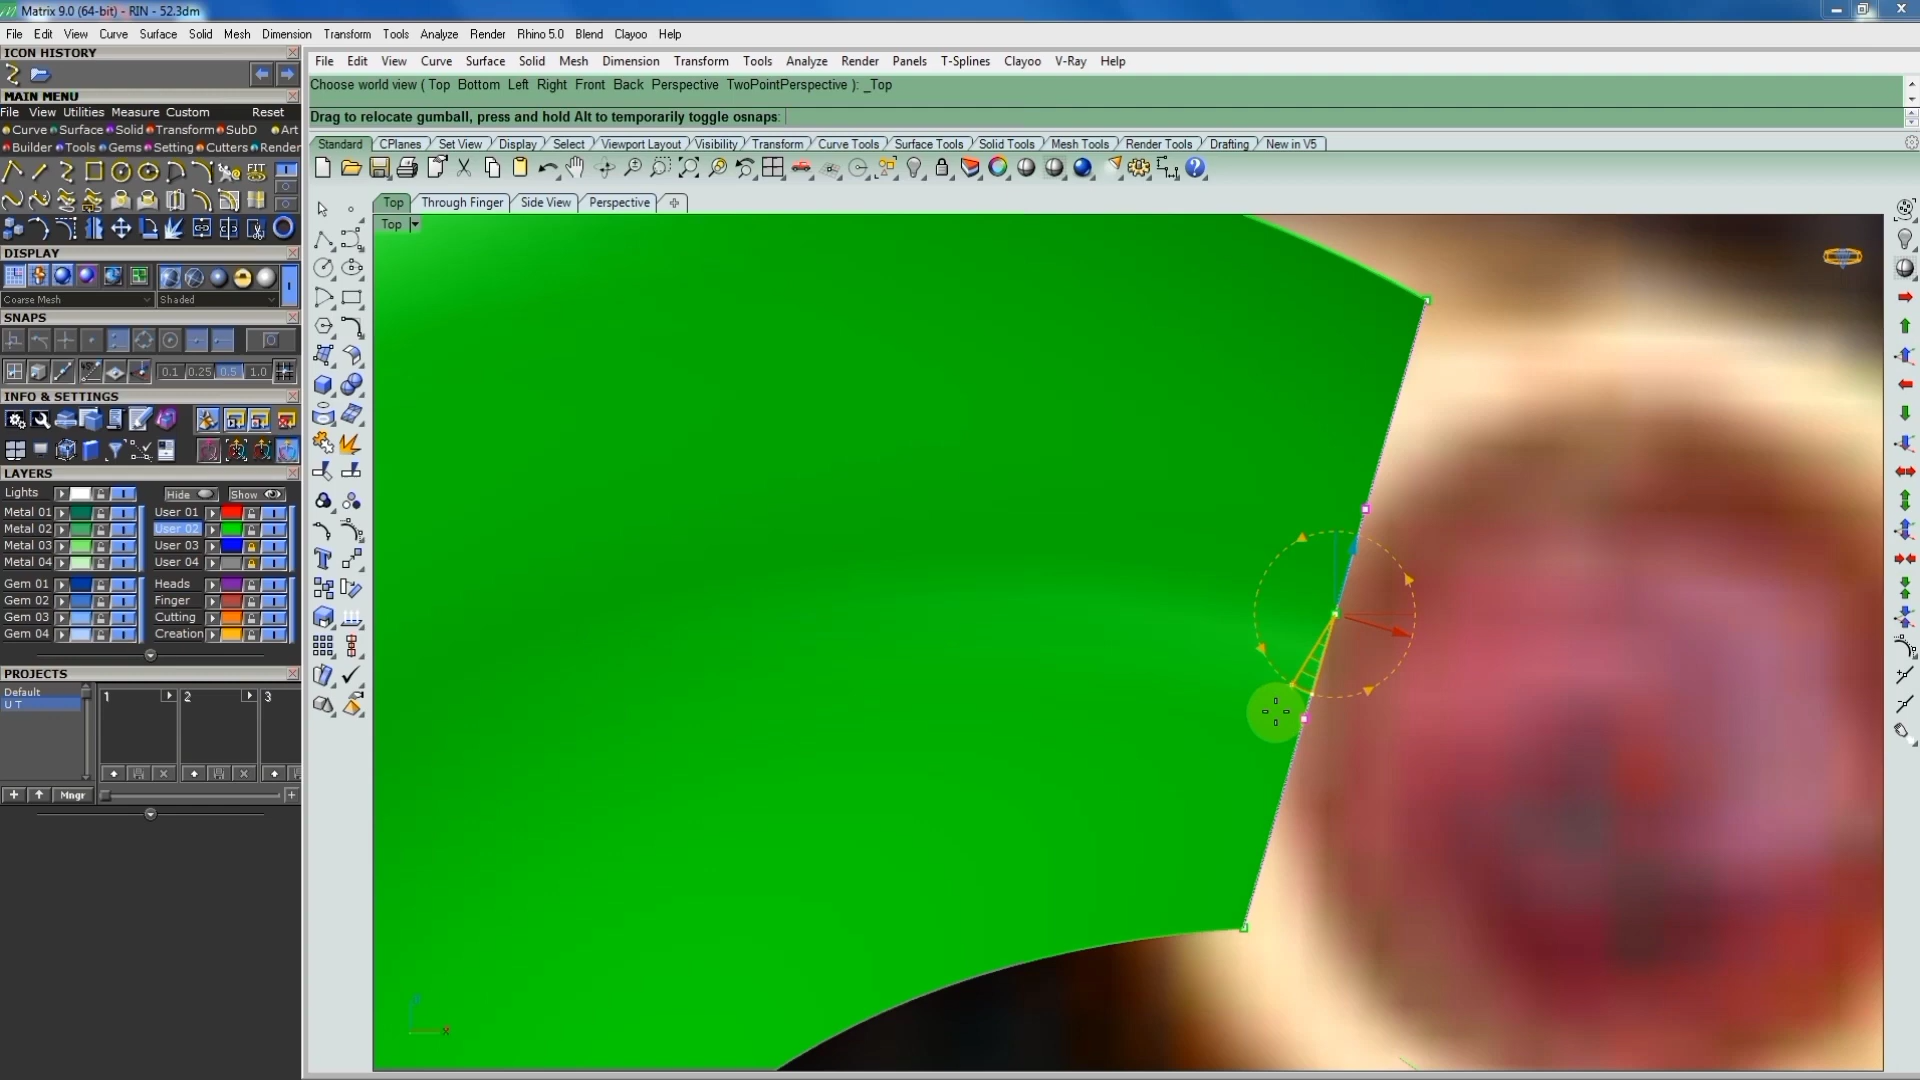 Matrix 9.0 (64-bit) - RIN - 52.3dm
File Edit View Curve Surface Solid Mesh Dimension Transform Tools Analyze Render Rhino 5.0 Blend Clayoo Help
ICON HISTORY
MAIN MENU
File View Utilities Measure Custom Reset
Curve Surface Solid Transform SubD Art
Builder Tools Gems Setting Cutters Render
FIT
DISPLAY
Coarse Mesh Shaded
SNAPS
0.1 0.25 0.5 1.0
INFO & SETTINGS
LAYERS
Lights Hide Show
Metal 01 User 01
Metal 02 User 02
Metal 03 User 03
Metal 04 User 04
Gem 01 Heads
Gem 02 Finger
Gem 03 Cutting
Gem 04 Creation
PROJECTS
Default
U T
1 2 3
Mngr
File Edit View Curve Surface Solid Mesh Dimension Transform Tools Analyze Render Panels T-Splines Clayoo V-Ray Help
Choose world view ( Top Bottom Left Right Front Back Perspective TwoPointPerspective ): _Top
Drag to relocate gumball, press and hold Alt to temporarily toggle osnaps:
Standard CPlanes Set View Display Select Viewport Layout Visibility Transform Curve Tools Surface Tools Solid Tools Mesh Tools Render Tools Drafting New in V5
Top Through Finger Side View Perspective
Top
x